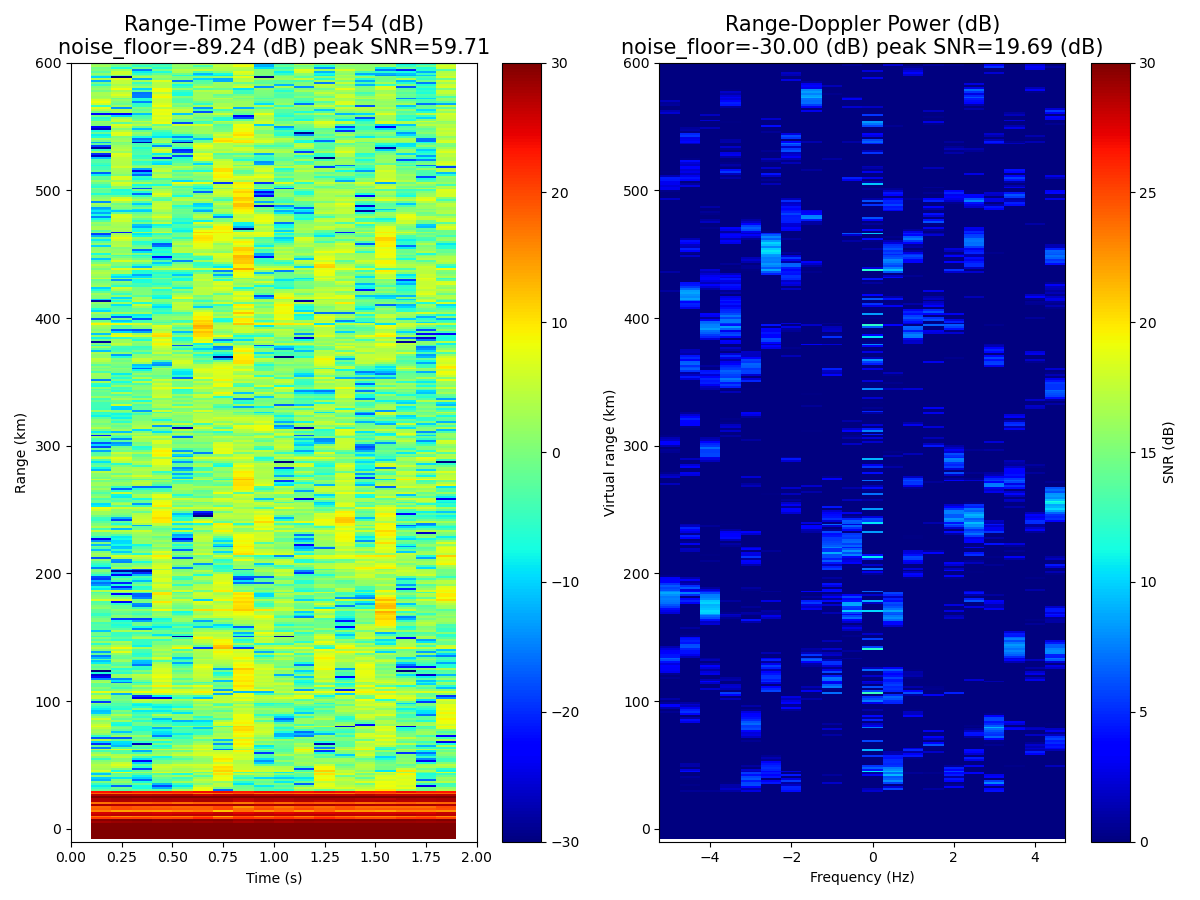 Range-Time Power f=54 (dB)
noise_floor=-89.24 (dB) peak SNR=59.71
Range-Doppler Power (dB)
noise_floor=-30.00 (dB) peak SNR=19.69 (dB)
600
500
400
300
200
100
0
Range (km)
0.00 0.25 0.50 0.75 1.00 1.25 1.50 1.75 2.00
Time (s)
30
20
10
0
−10
−20
−30
600
500
400
300
200
100
0
Virtual range (km)
−4 −2 0 2 4
Frequency (Hz)
30
25
20
15
10
5
0
SNR (dB)